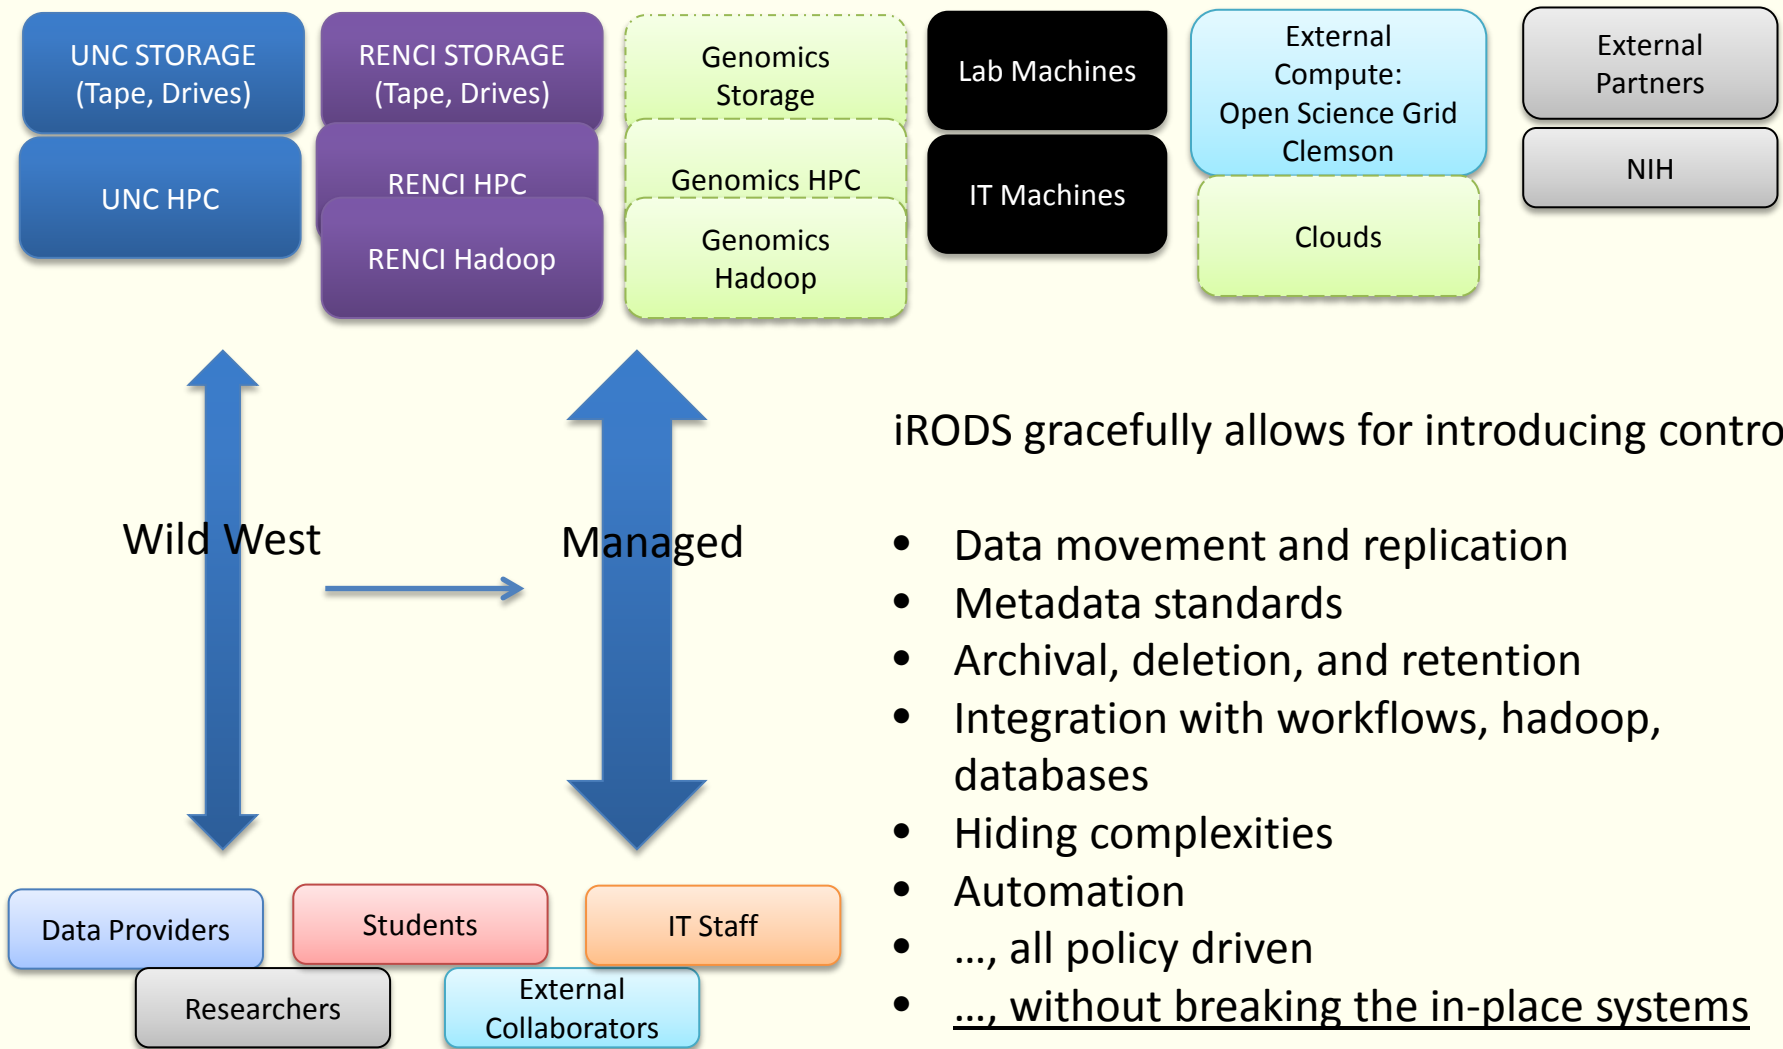 UNC STORAGE
(Tape, Drives)
UNC HPC
RENCI STORAGE
(Tape, Drives)
RENCI HPC
RENCI Hadoop
Genomics
Storage
Genomics HPC
Genomics
Hadoop
Lab Machines
IT Machines
External
Compute:
Open Science Grid
Clemson
Clouds
External
Partners
NIH
Wild West
Managed
iRODS gracefully allows for introducing contro
• Data movement and replication
• Metadata standards
• Archival, deletion, and retention
• Integration with workflows, hadoop,
databases
• Hiding complexities
• Automation
• …, all policy driven
• …, without breaking the in-place systems
Data Providers
Students
IT Staff
Researchers
External
Collaborators